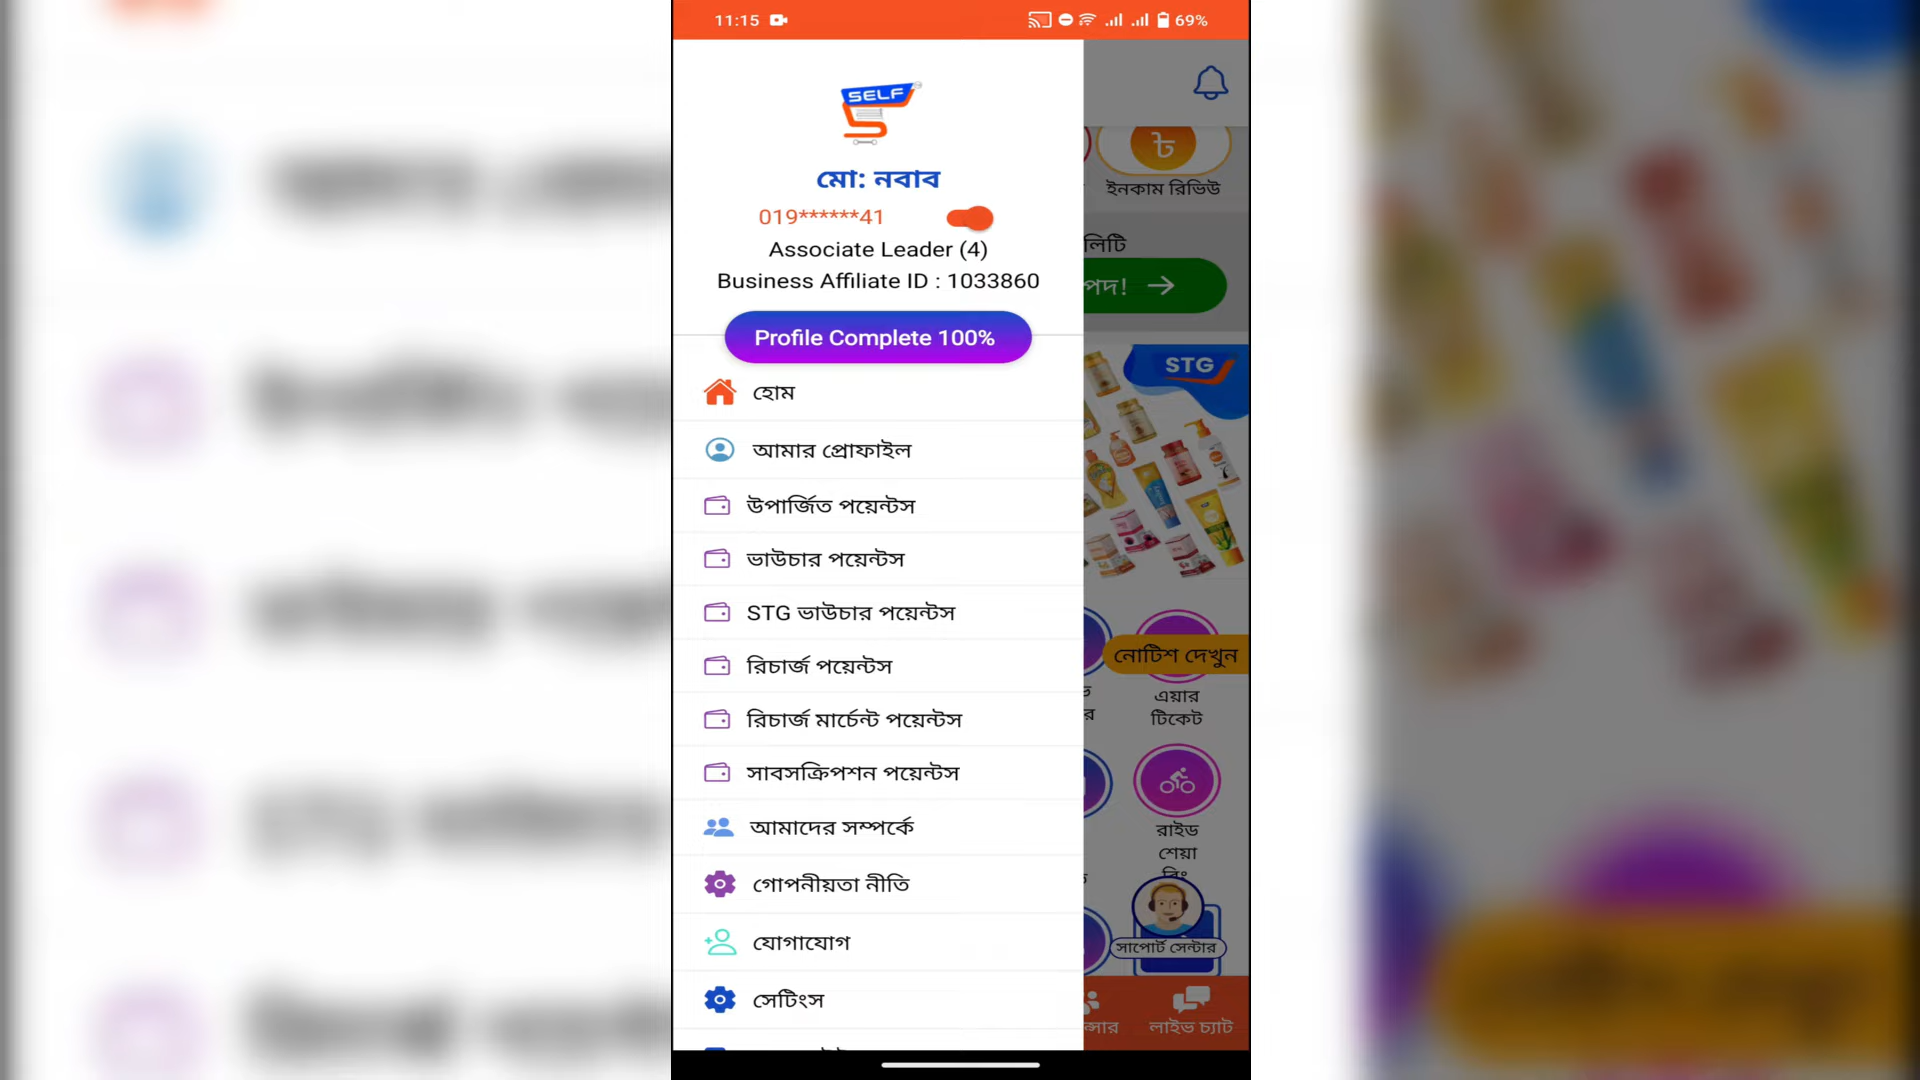 11:15
69%
SELF
মো: নবাব
019******41
Associate Leader (4)
Business Affiliate ID : 1033860
Profile Complete 100%
হোম
আমার প্রোফাইল
উপার্জিত পয়েন্টস
ভাউচার পয়েন্টস
STG ভাউচার পয়েন্টস
রিচার্জ পয়েন্টস
রিচার্জ মার্চেন্ট পয়েন্টস
সাবসক্রিপশন পয়েন্টস
আমাদের সম্পর্কে
গোপনীয়তা নীতি
যোগাযোগ
সেটিংস
ইনকাম রিভিউ
লিটি
পদ!
STG
নোটিশ দেখুন
এয়ার
টিকেট
রাইড
শেয়া
রিং
সাপোর্ট সেন্টার
ন্সার
লাইভ চ্যাট